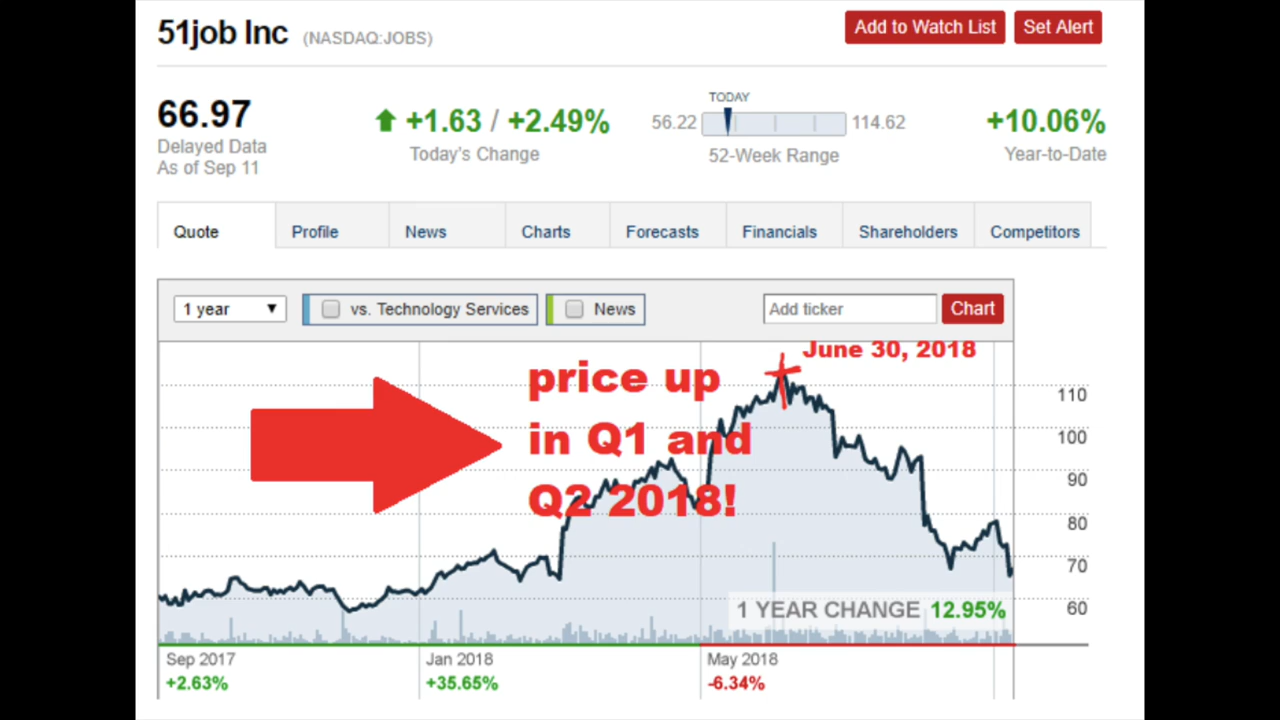 51job Inc (NASDAQ:JOBS)
Add to Watch List Set Alert
TODAY
66.97 +1.63 / +2.49% 56.22 114.62 +10.06%
Delayed Data Today's Change 52-Week Range Year-to-Date
As of Sep 11
Quote Profile News Charts Forecasts Financials Shareholders Competitors
1 year vs. Technology Services News Add ticker Chart
June 30, 2018
price up
in Q1 and
Q2 2018!
110
100
90
80
70
60
1 YEAR CHANGE 12.95%
Sep 2017 Jan 2018 May 2018
+2.63% +35.65% -6.34%